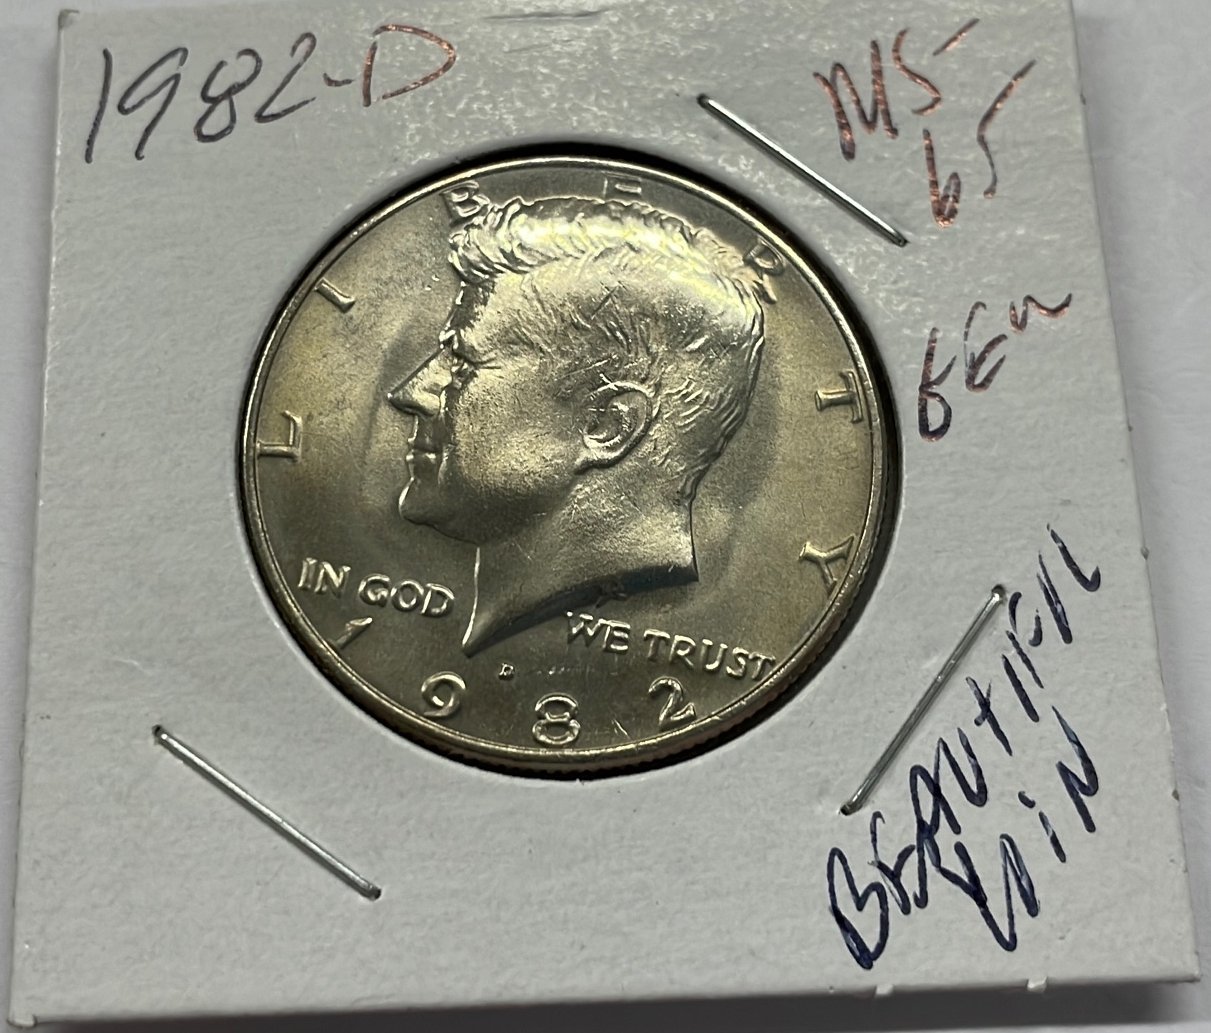 1982-D
MS
65
GEM
LIBERTY
IN GOD
WE TRUST
D
1982
BEAUTIFUL
COIN